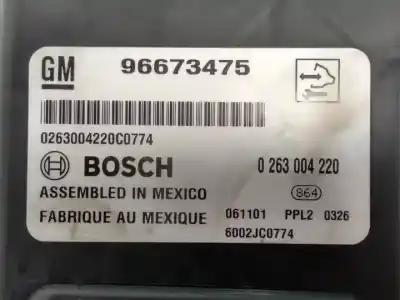 GM 96673475
0263004220C0774
BOSCH 0 263 004 220
ASSEMBLED IN MEXICO 864
FABRIQUE AU MEXIQUE 061101 PPL2 0326
6002JC0774